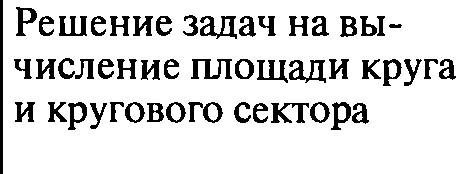 Решение задач на вы-
числение площади круга
и кругового сектора